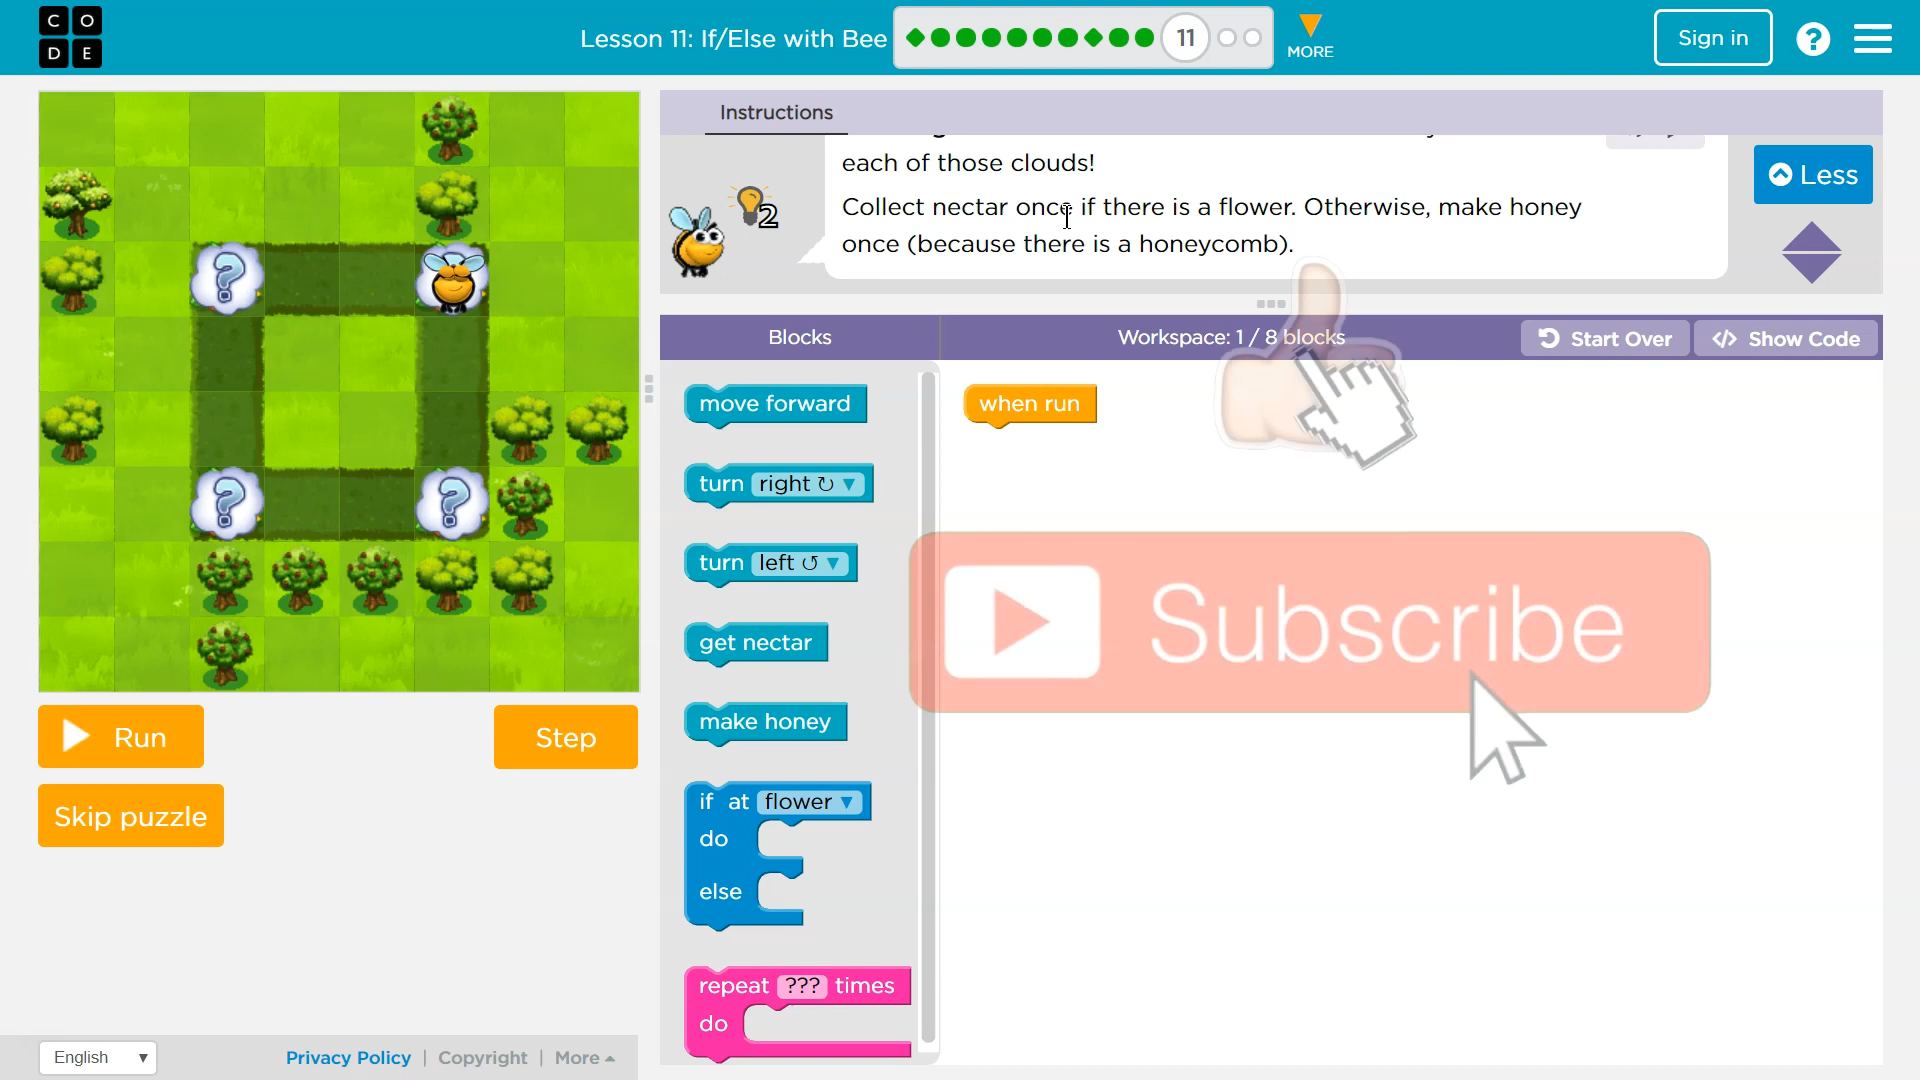 C O
D E
Lesson 11: If/Else with Bee
11
MORE
Sign in
?
Instructions
each of those clouds!
Collect nectar once if there is a flower. Otherwise, make honey
once (because there is a honeycomb).
2
Less
Blocks
Workspace: 1 / 8 blocks
Start Over
</> Show Code
move forward
when run
turn right ↻ ▼
turn left ↺ ▼
get nectar
make honey
if at flower ▼
do
else
repeat ??? times
do
?
?
?
Run
Step
Skip puzzle
Subscribe
English ▼
Privacy Policy | Copyright | More